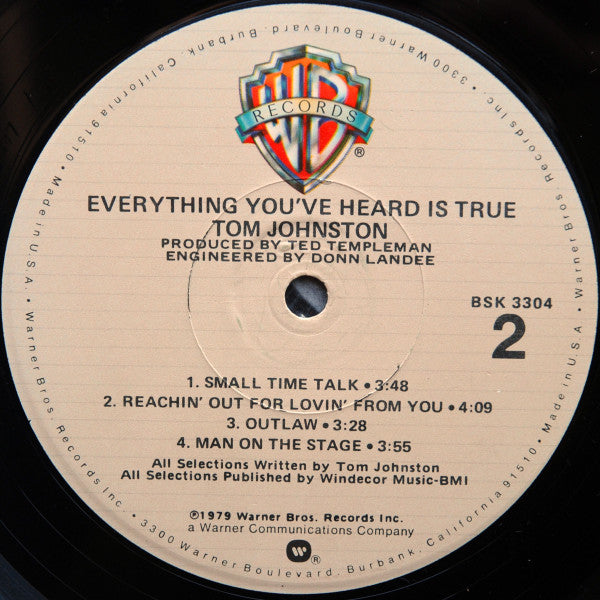 WB
RECORDS
®
EVERYTHING YOU'VE HEARD IS TRUE
TOM JOHNSTON
PRODUCED BY TED TEMPLEMAN
ENGINEERED BY DONN LANDEE
BSK 3304
2
1. SMALL TIME TALK • 3:48
2. REACHIN' OUT FOR LOVIN' FROM YOU • 4:09
3. OUTLAW • 3:28
4. MAN ON THE STAGE • 3:55
All Selections Written by Tom Johnston
All Selections Published by Windecor Music-BMI
℗1979 Warner Bros. Records Inc.
a Warner Communications Company
W ®
• Made in U.S.A. • Warner Bros. Records Inc. • 3300 Warner Boulevard, Burbank, California 91510 • Made in U.S.A. • Warner Bros. Records Inc. • 3300 Warner Boulevard, Burbank, California 91510